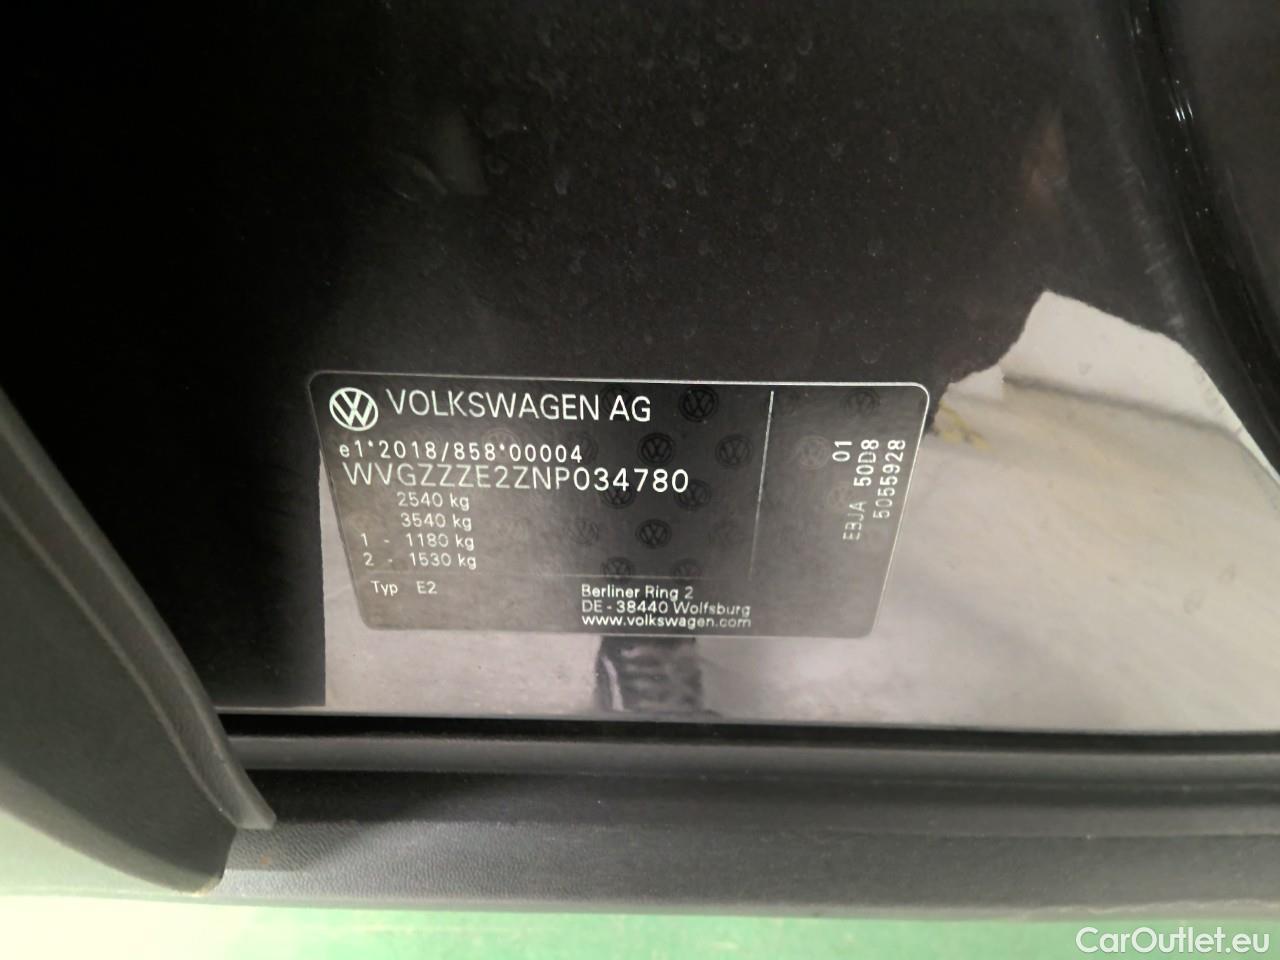 VOLKSWAGEN AG
e1*2018/858*00004
WVGZZZE2ZNP034780
2540 kg
3540 kg
1 - 1180 kg
2 - 1530 kg
Typ E2
Berliner Ring 2
DE - 38440 Wolfsburg
www.volkswagen.com
01
EBJA 50D8
5055928
CarOutlet.eu